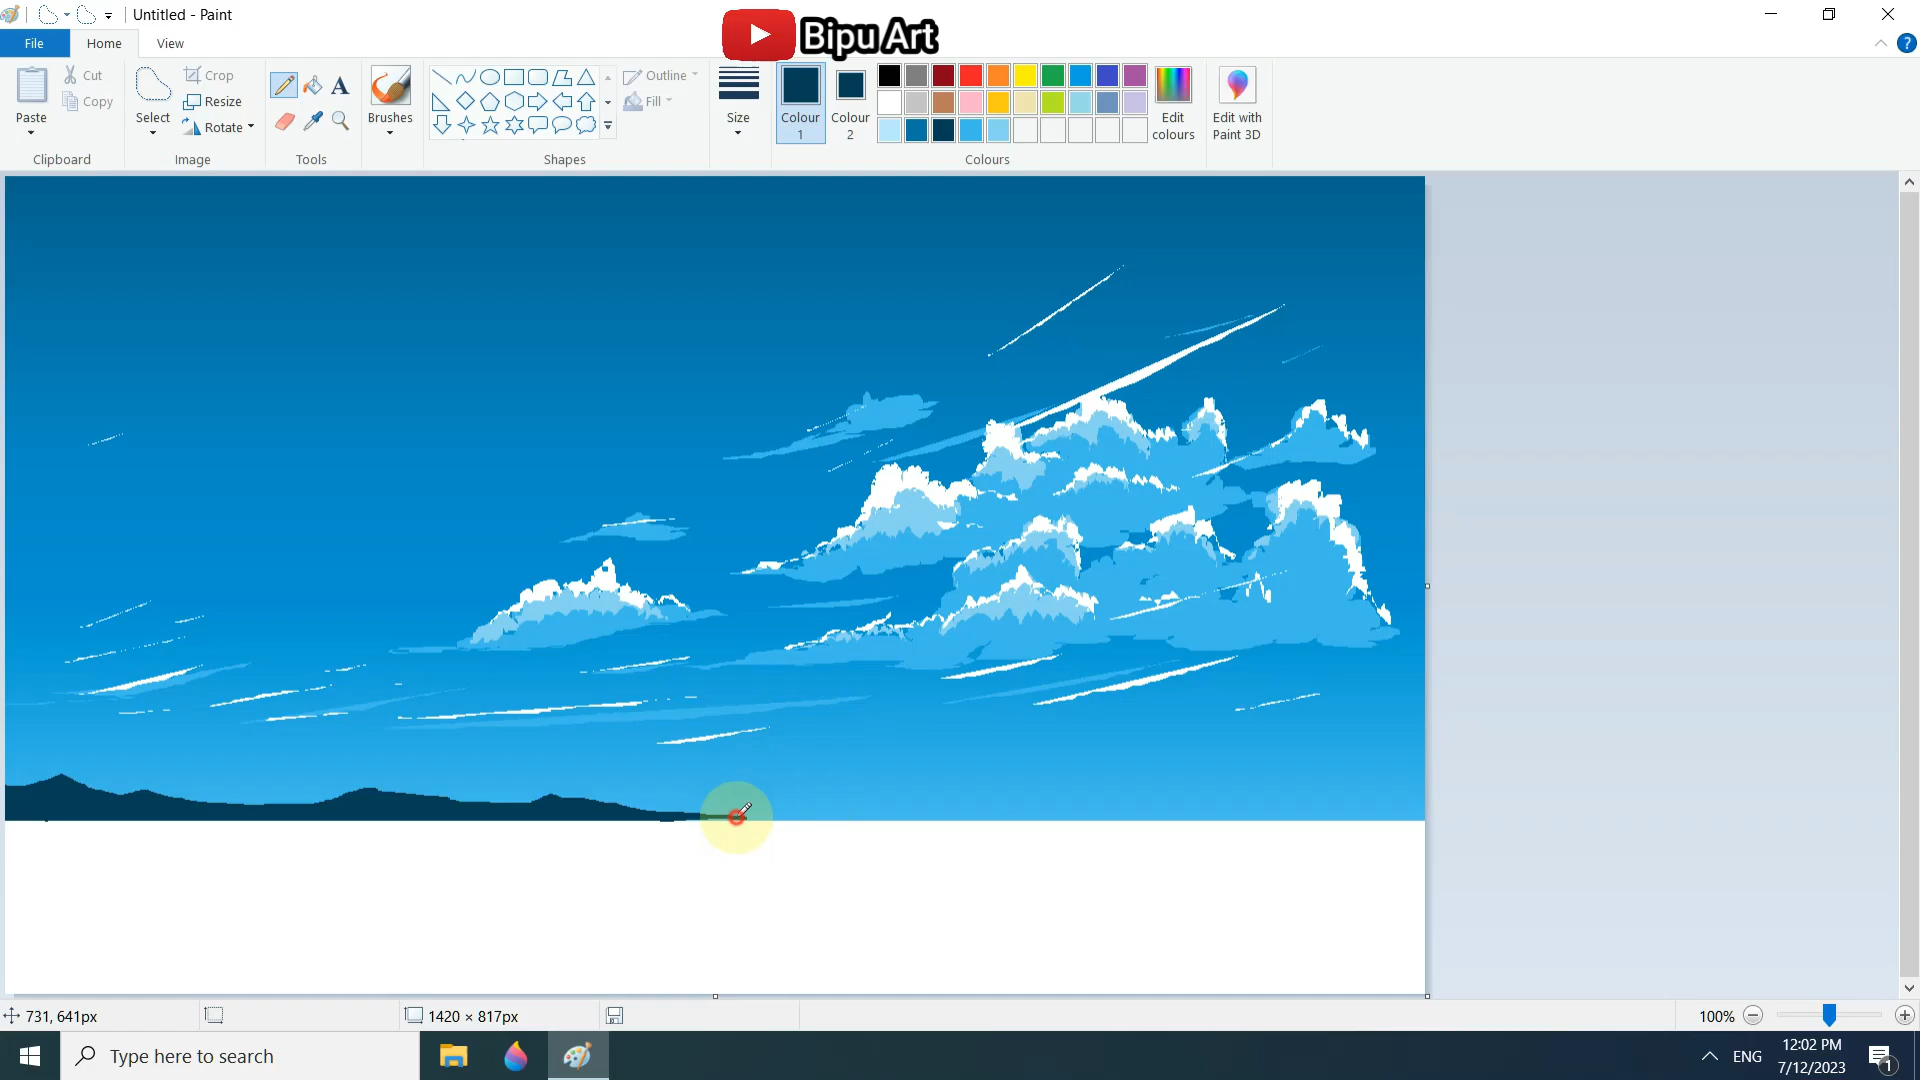 Untitled - Paint
Bipu Art
File
Home
View
?
Paste
Cut
Copy
Clipboard
Select
Crop
Resize
Rotate
Image
A
Tools
Brushes
Outline
Fill
Shapes
Size
Colour
1
Colour
2
Edit
colours
Colours
Edit with
Paint 3D
731, 641px
1420 × 817px
100%
Type here to search
ENG
12:02 PM
7/12/2023
1